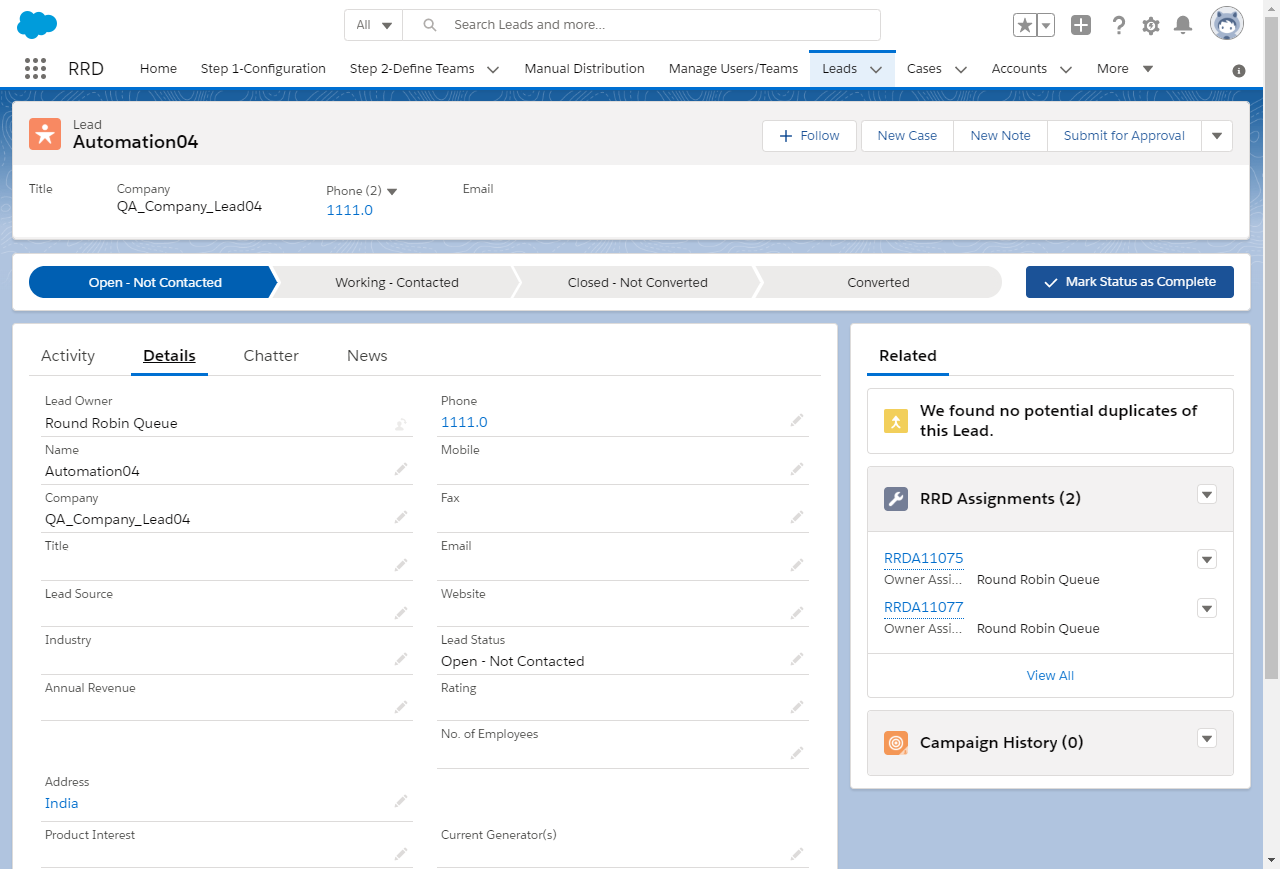 All
Search Leads and more...
RRD
Home
Step 1-Configuration
Step 2-Define Teams
Manual Distribution
Manage Users/Teams
Leads
Cases
Accounts
More
Lead
Automation04
Follow
New Case
New Note
Submit for Approval
Title
Company
QA_Company_Lead04
Phone (2)
1111.0
Email
Open - Not Contacted
Working - Contacted
Closed - Not Converted
Converted
Mark Status as Complete
Activity
Details
Chatter
News
Lead Owner
Round Robin Queue
Phone
1111.0
Name
Automation04
Mobile
Company
QA_Company_Lead04
Fax
Title
Email
Lead Source
Website
Industry
Lead Status
Open - Not Contacted
Annual Revenue
Rating
No. of Employees
Address
India
Product Interest
Current Generator(s)
Related
We found no potential duplicates of
this Lead.
RRD Assignments (2)
RRDA11075
Owner Assi... Round Robin Queue
RRDA11077
Owner Assi... Round Robin Queue
View All
Campaign History (0)